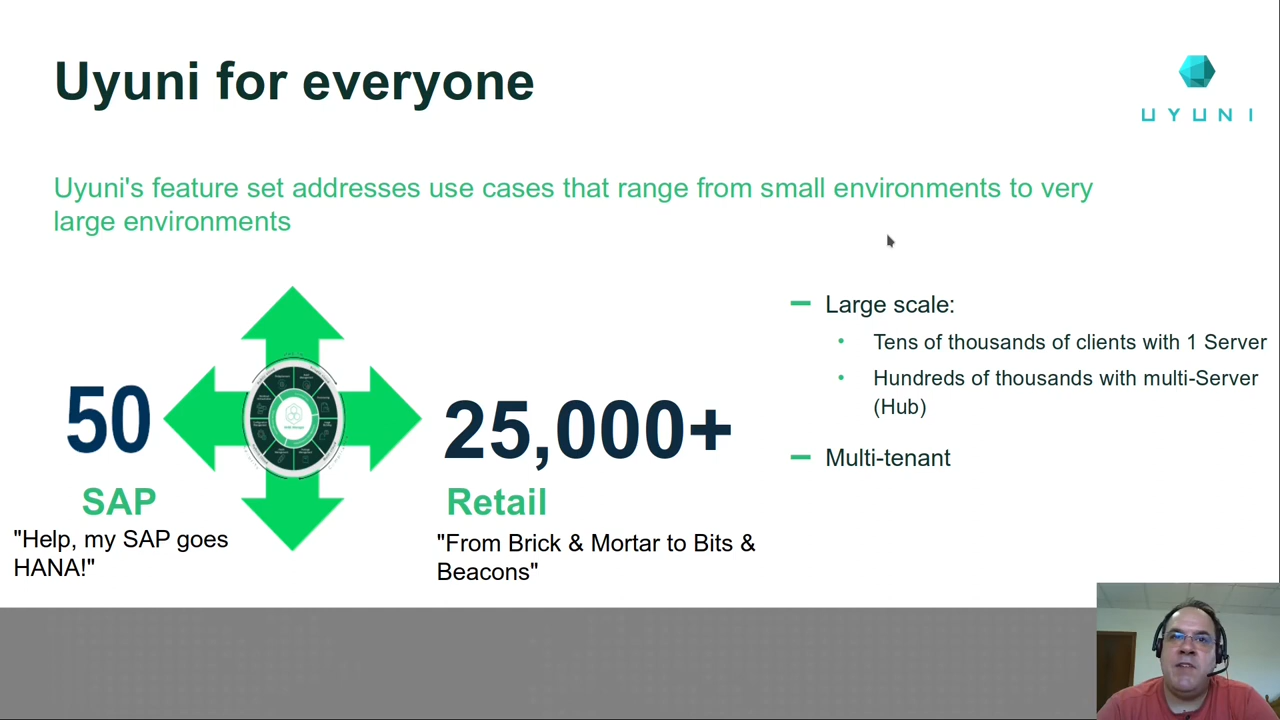 Uyuni for everyone
UYUNI
Uyuni's feature set addresses use cases that range from small environments to very
large environments
50
SAP
"Help, my SAP goes
HANA!"
25,000+
Retail
"From Brick & Mortar to Bits &
Beacons"
Large scale:
Tens of thousands of clients with 1 Server
Hundreds of thousands with multi-Server
(Hub)
Multi-tenant